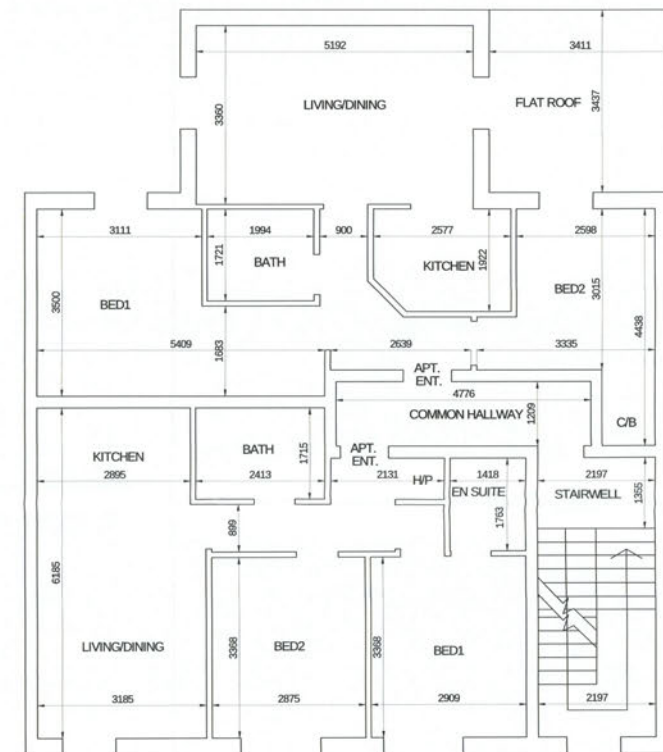 5192
3411
LIVING/DINING
FLAT ROOF
3360
3437
3111
1994
900
2577
2598
1721
BATH
KITCHEN
1922
BED2
3015
BED1
3500
4438
1683
5409
2639
3335
APT.
ENT.
4776
COMMON HALLWAY
1209
C/B
KITCHEN
BATH
1715
APT.
ENT.
2895
2413
2131
H/P
1418
2197
EN SUITE
STAIRWELL
1355
1763
899
6185
LIVING/DINING
BED2
3368
BED1
3368
3185
2875
2909
2197